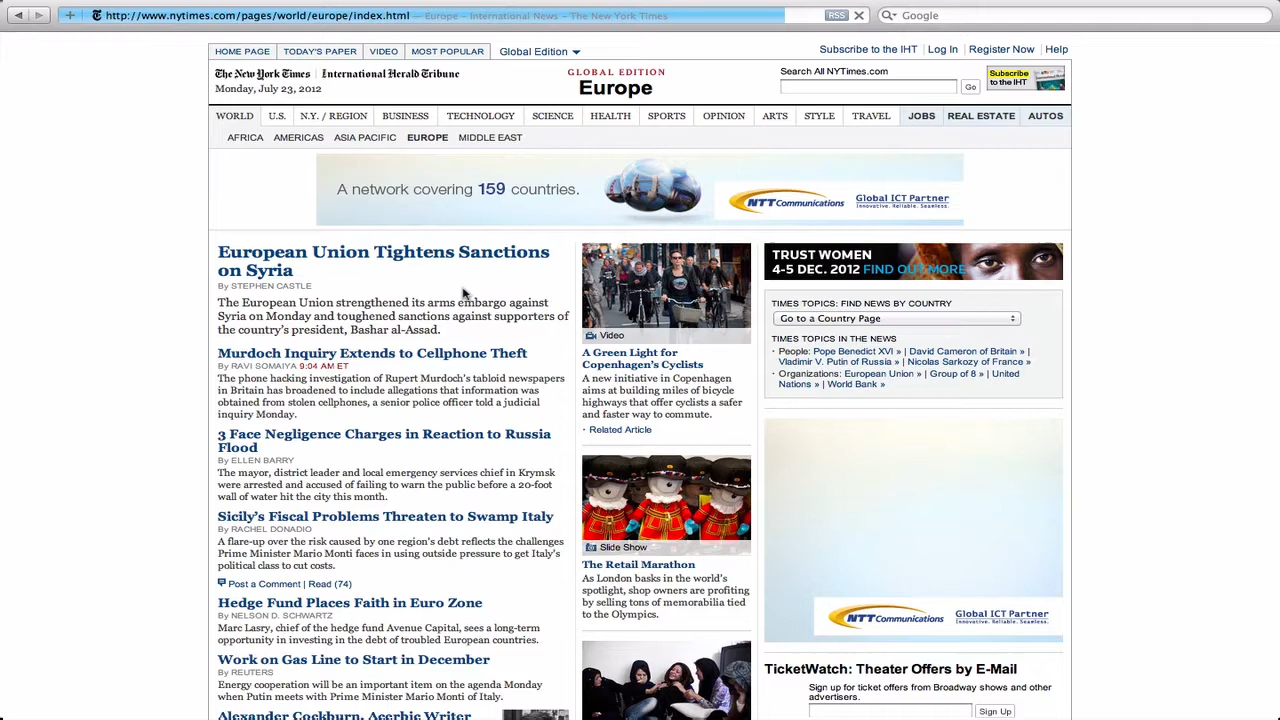 http://www.nytimes.com/pages/world/europe/index.html — Europe - International News - The New York Times
RSS
Google
HOME PAGE
TODAY'S PAPER
VIDEO
MOST POPULAR
Global Edition
Subscribe to the IHT
Log In
Register Now
Help
The New York Times
International Herald Tribune
Monday, July 23, 2012
GLOBAL EDITION
Europe
Search All NYTimes.com
Go
Subscribe
to the IHT
WORLD
U.S.
N.Y. / REGION
BUSINESS
TECHNOLOGY
SCIENCE
HEALTH
SPORTS
OPINION
ARTS
STYLE
TRAVEL
JOBS
REAL ESTATE
AUTOS
AFRICA
AMERICAS
ASIA PACIFIC
EUROPE
MIDDLE EAST
A network covering 159 countries.
NTT Communications
Global ICT Partner
Innovative. Reliable. Seamless.
European Union Tightens Sanctions
on Syria
By STEPHEN CASTLE
The European Union strengthened its arms embargo against
Syria on Monday and toughened sanctions against supporters of
the country's president, Bashar al-Assad.
Murdoch Inquiry Extends to Cellphone Theft
By RAVI SOMAIYA 9:04 AM ET
The phone hacking investigation of Rupert Murdoch's tabloid newspapers
in Britain has broadened to include allegations that information was
obtained from stolen cellphones, a senior police officer told a judicial
inquiry Monday.
3 Face Negligence Charges in Reaction to Russia
Flood
By ELLEN BARRY
The mayor, district leader and local emergency services chief in Krymsk
were arrested and accused of failing to warn the public before a 20-foot
wall of water hit the city this month.
Sicily's Fiscal Problems Threaten to Swamp Italy
By RACHEL DONADIO
A flare-up over the risk caused by one region's debt reflects the challenges
Prime Minister Mario Monti faces in using outside pressure to get Italy's
political class to cut costs.
Post a Comment | Read (74)
Hedge Fund Places Faith in Euro Zone
By NELSON D. SCHWARTZ
Marc Lasry, chief of the hedge fund Avenue Capital, sees a long-term
opportunity in investing in the debt of troubled European countries.
Work on Gas Line to Start in December
By REUTERS
Energy cooperation will be an important item on the agenda Monday
when Putin meets with Prime Minister Mario Monti of Italy.
Alexander Cockburn, Acerbic Writer
Video
A Green Light for
Copenhagen's Cyclists
A new initiative in Copenhagen
aims at building miles of bicycle
highways that offer cyclists a safe
and faster way to commute.
· Related Article
Slide Show
The Retail Marathon
As London basks in the world's
spotlight, shop owners are profiting
by selling tons of memorabilia tied
to the Olympics.
TRUST WOMEN
4-5 DEC. 2012 FIND OUT MORE
TIMES TOPICS: FIND NEWS BY COUNTRY
Go to a Country Page
TIMES TOPICS IN THE NEWS
• People: Pope Benedict XVI » | David Cameron of Britain » |
Vladimir V. Putin of Russia » | Nicolas Sarkozy of France »
• Organizations: European Union » | Group of 8 » | United
Nations » | World Bank »
NTT Communications
Global ICT Partner
Innovative. Reliable. Seamless.
TicketWatch: Theater Offers by E-Mail
Sign up for ticket offers from Broadway shows and other
advertisers.
Sign Up